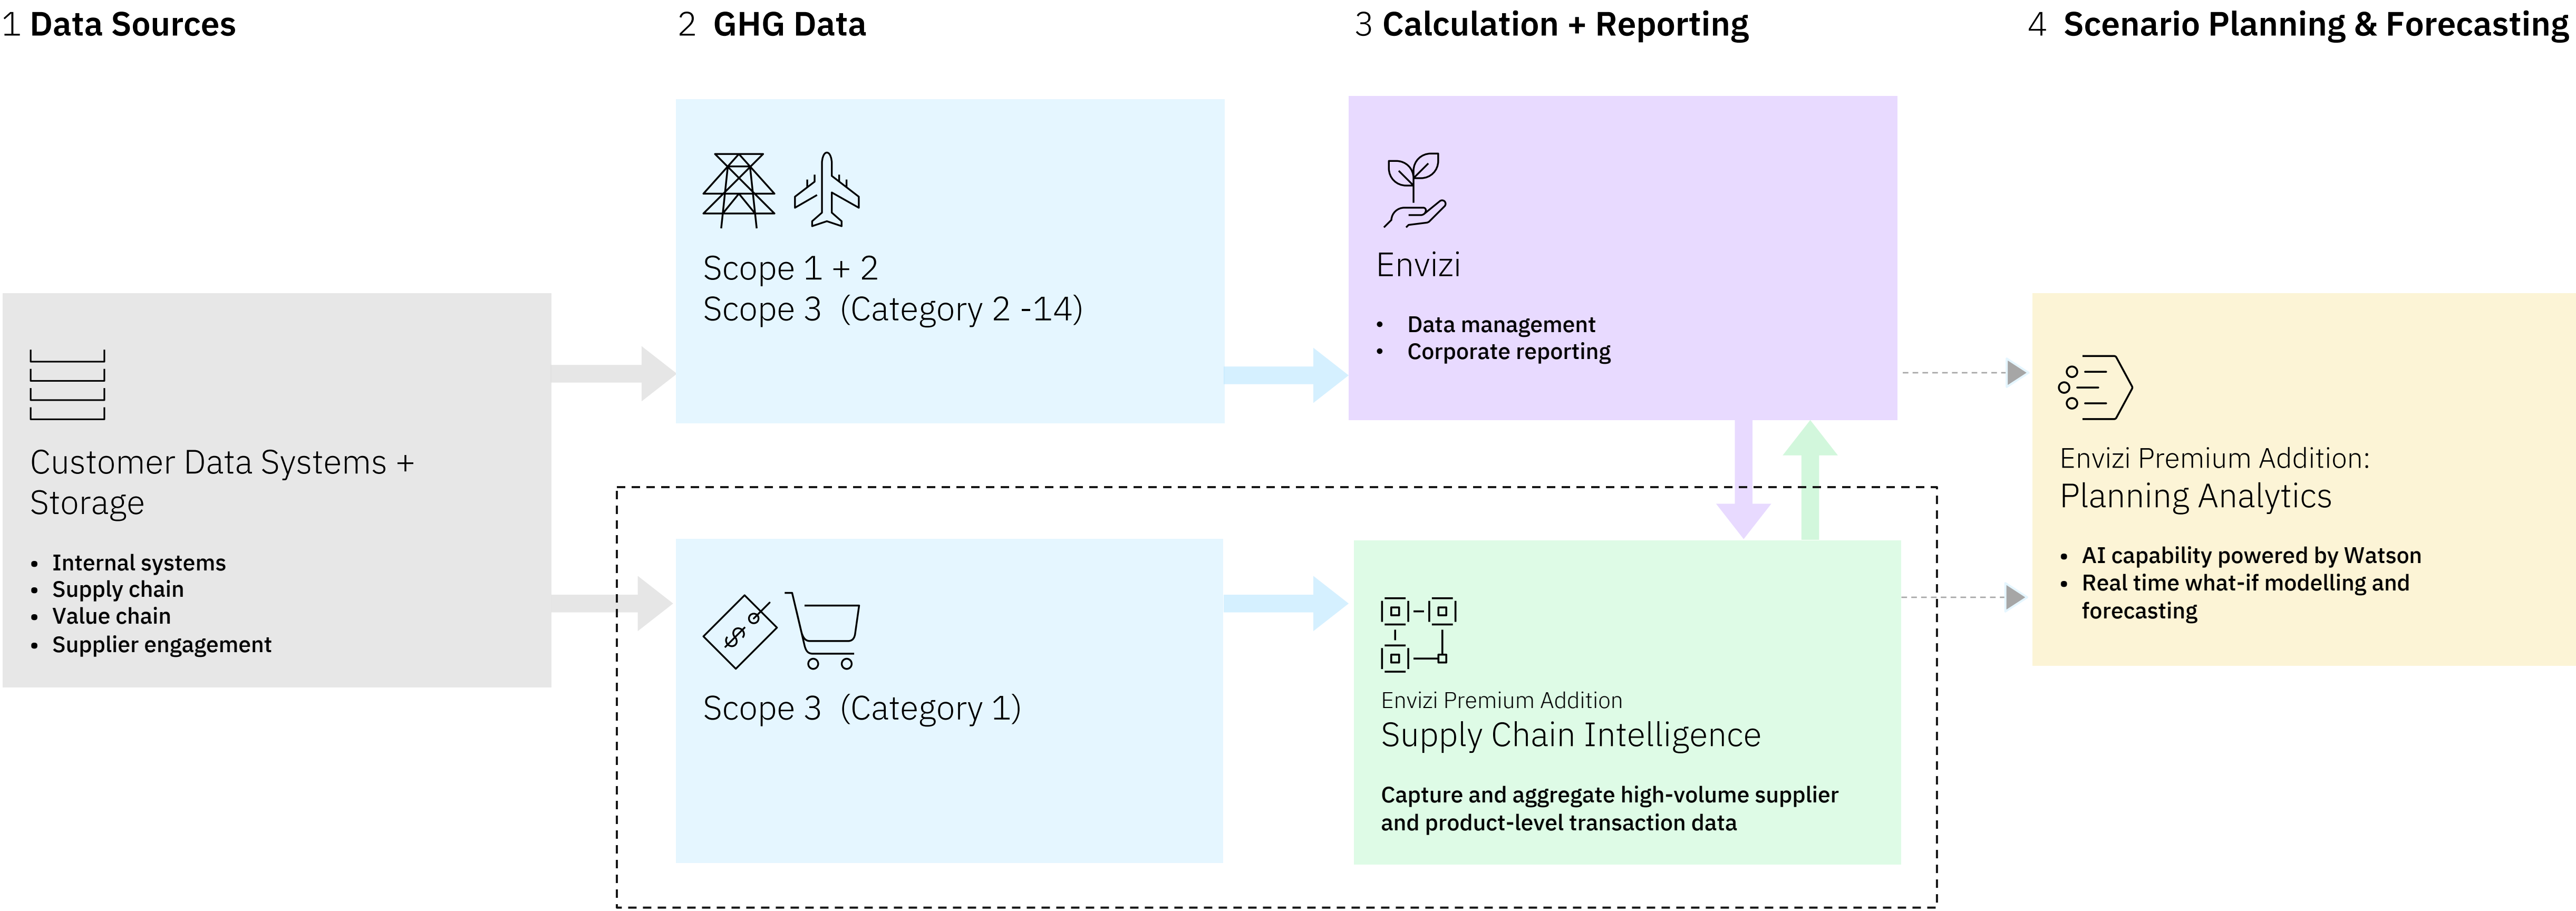 1 Data Sources
2 GHG Data
3 Calculation + Reporting
4 Scenario Planning & Forecasting
Customer Data Systems +
Storage
• Internal systems
• Supply chain
• Value chain
• Supplier engagement
Scope 1 + 2
Scope 3 (Category 2 -14)
$
Scope 3 (Category 1)
Envizi
• Data management
• Corporate reporting
Envizi Premium Addition
Supply Chain Intelligence
Capture and aggregate high-volume supplier
and product-level transaction data
Envizi Premium Addition:
Planning Analytics
• AI capability powered by Watson
• Real time what-if modelling and
forecasting